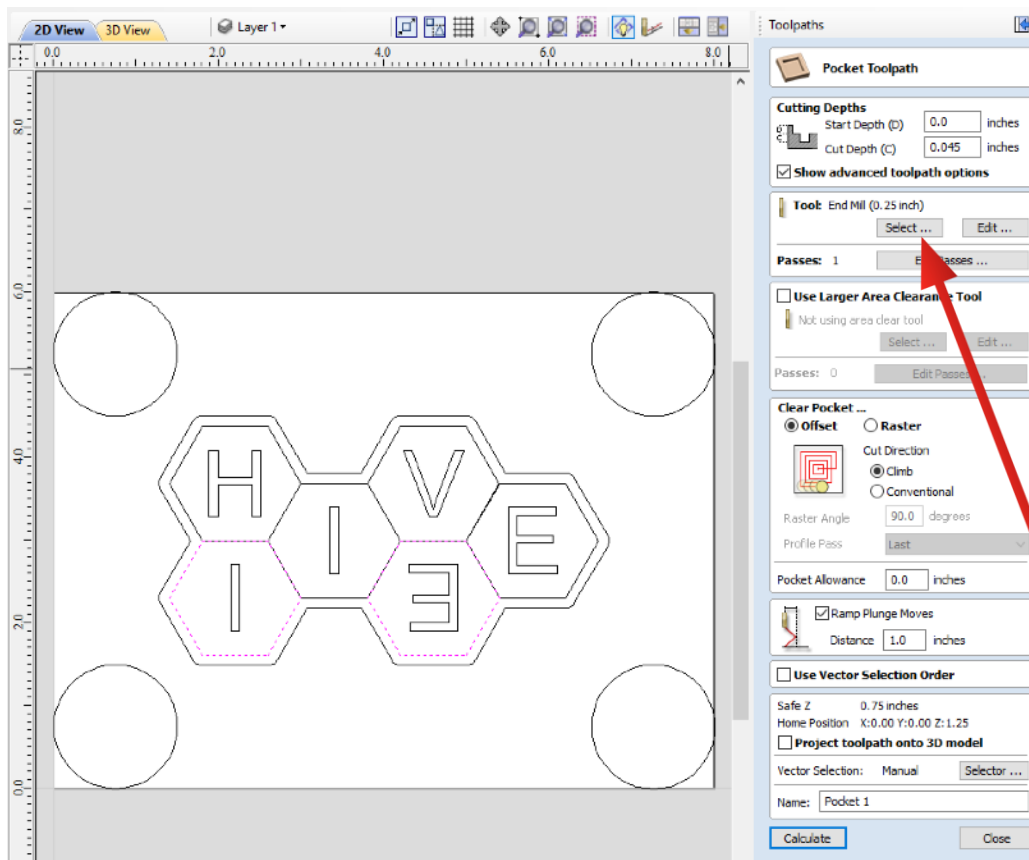 2D View 3D View Layer 1
0.0 2.0 4.0 6.0 8.0
8.0
6.0
4.0
2.0
0.0
H
V
I
E
I
Toolpaths
Pocket Toolpath
Cutting Depths
Start Depth (D) 0.0 inches
Cut Depth (C) 0.045 inches
Show advanced toolpath options
Tool: End Mill (0.25 inch)
Select ... Edit ...
Passes: 1 Passes ...
Use Larger Area Clearance Tool
Not using area clear tool
Select ... Edit ...
Passes: 0 Edit Passes
Clear Pocket ...
Offset Raster
Cut Direction
Climb
Conventional
Raster Angle 90.0 degrees
Profile Pass Last
Pocket Allowance 0.0 inches
Ramp Plunge Moves
Distance 1.0 inches
Use Vector Selection Order
Safe Z 0.75 inches
Home Position X:0.00 Y:0.00 Z:1.25
Project toolpath onto 3D model
Vector Selection: Manual Selector ...
Name: Pocket 1
Calculate Close